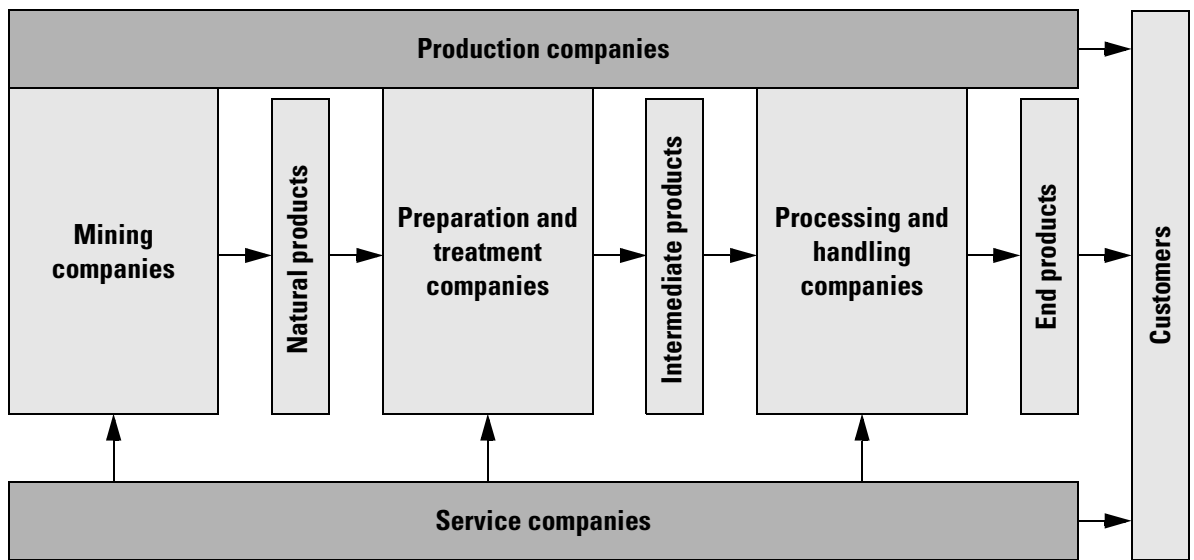 Production companies
Mining
companies
Natural products
Preparation and
treatment
companies
Intermediate products
Processing and
handling
companies
End products
Customers
Service companies